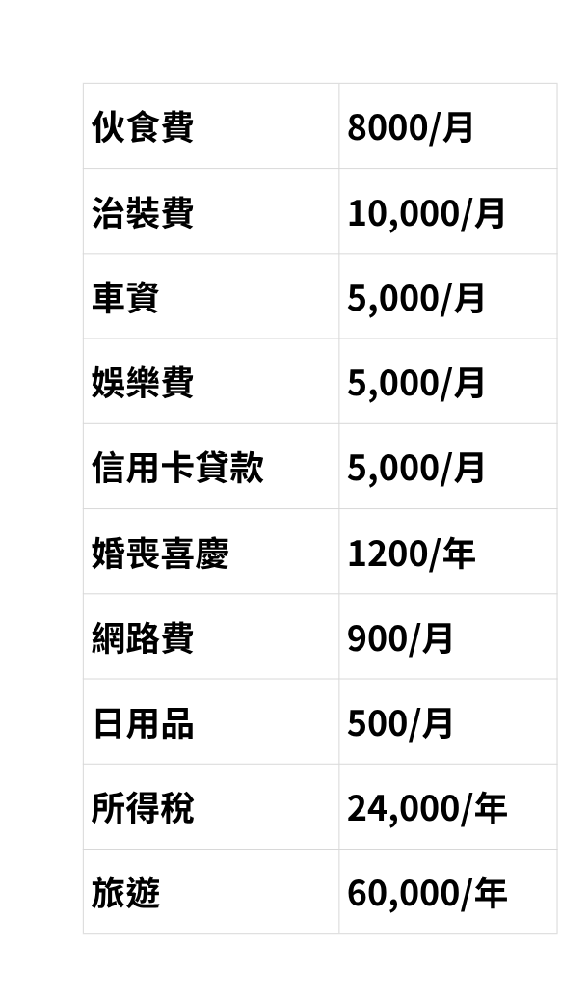 伙食費 8000/月
治裝費 10,000/月
車資 5,000/月
娛樂費 5,000/月
信用卡貸款 5,000/月
婚喪喜慶 1200/年
網路費 900/月
日用品 500/月
所得稅 24,000/年
旅遊 60,000/年